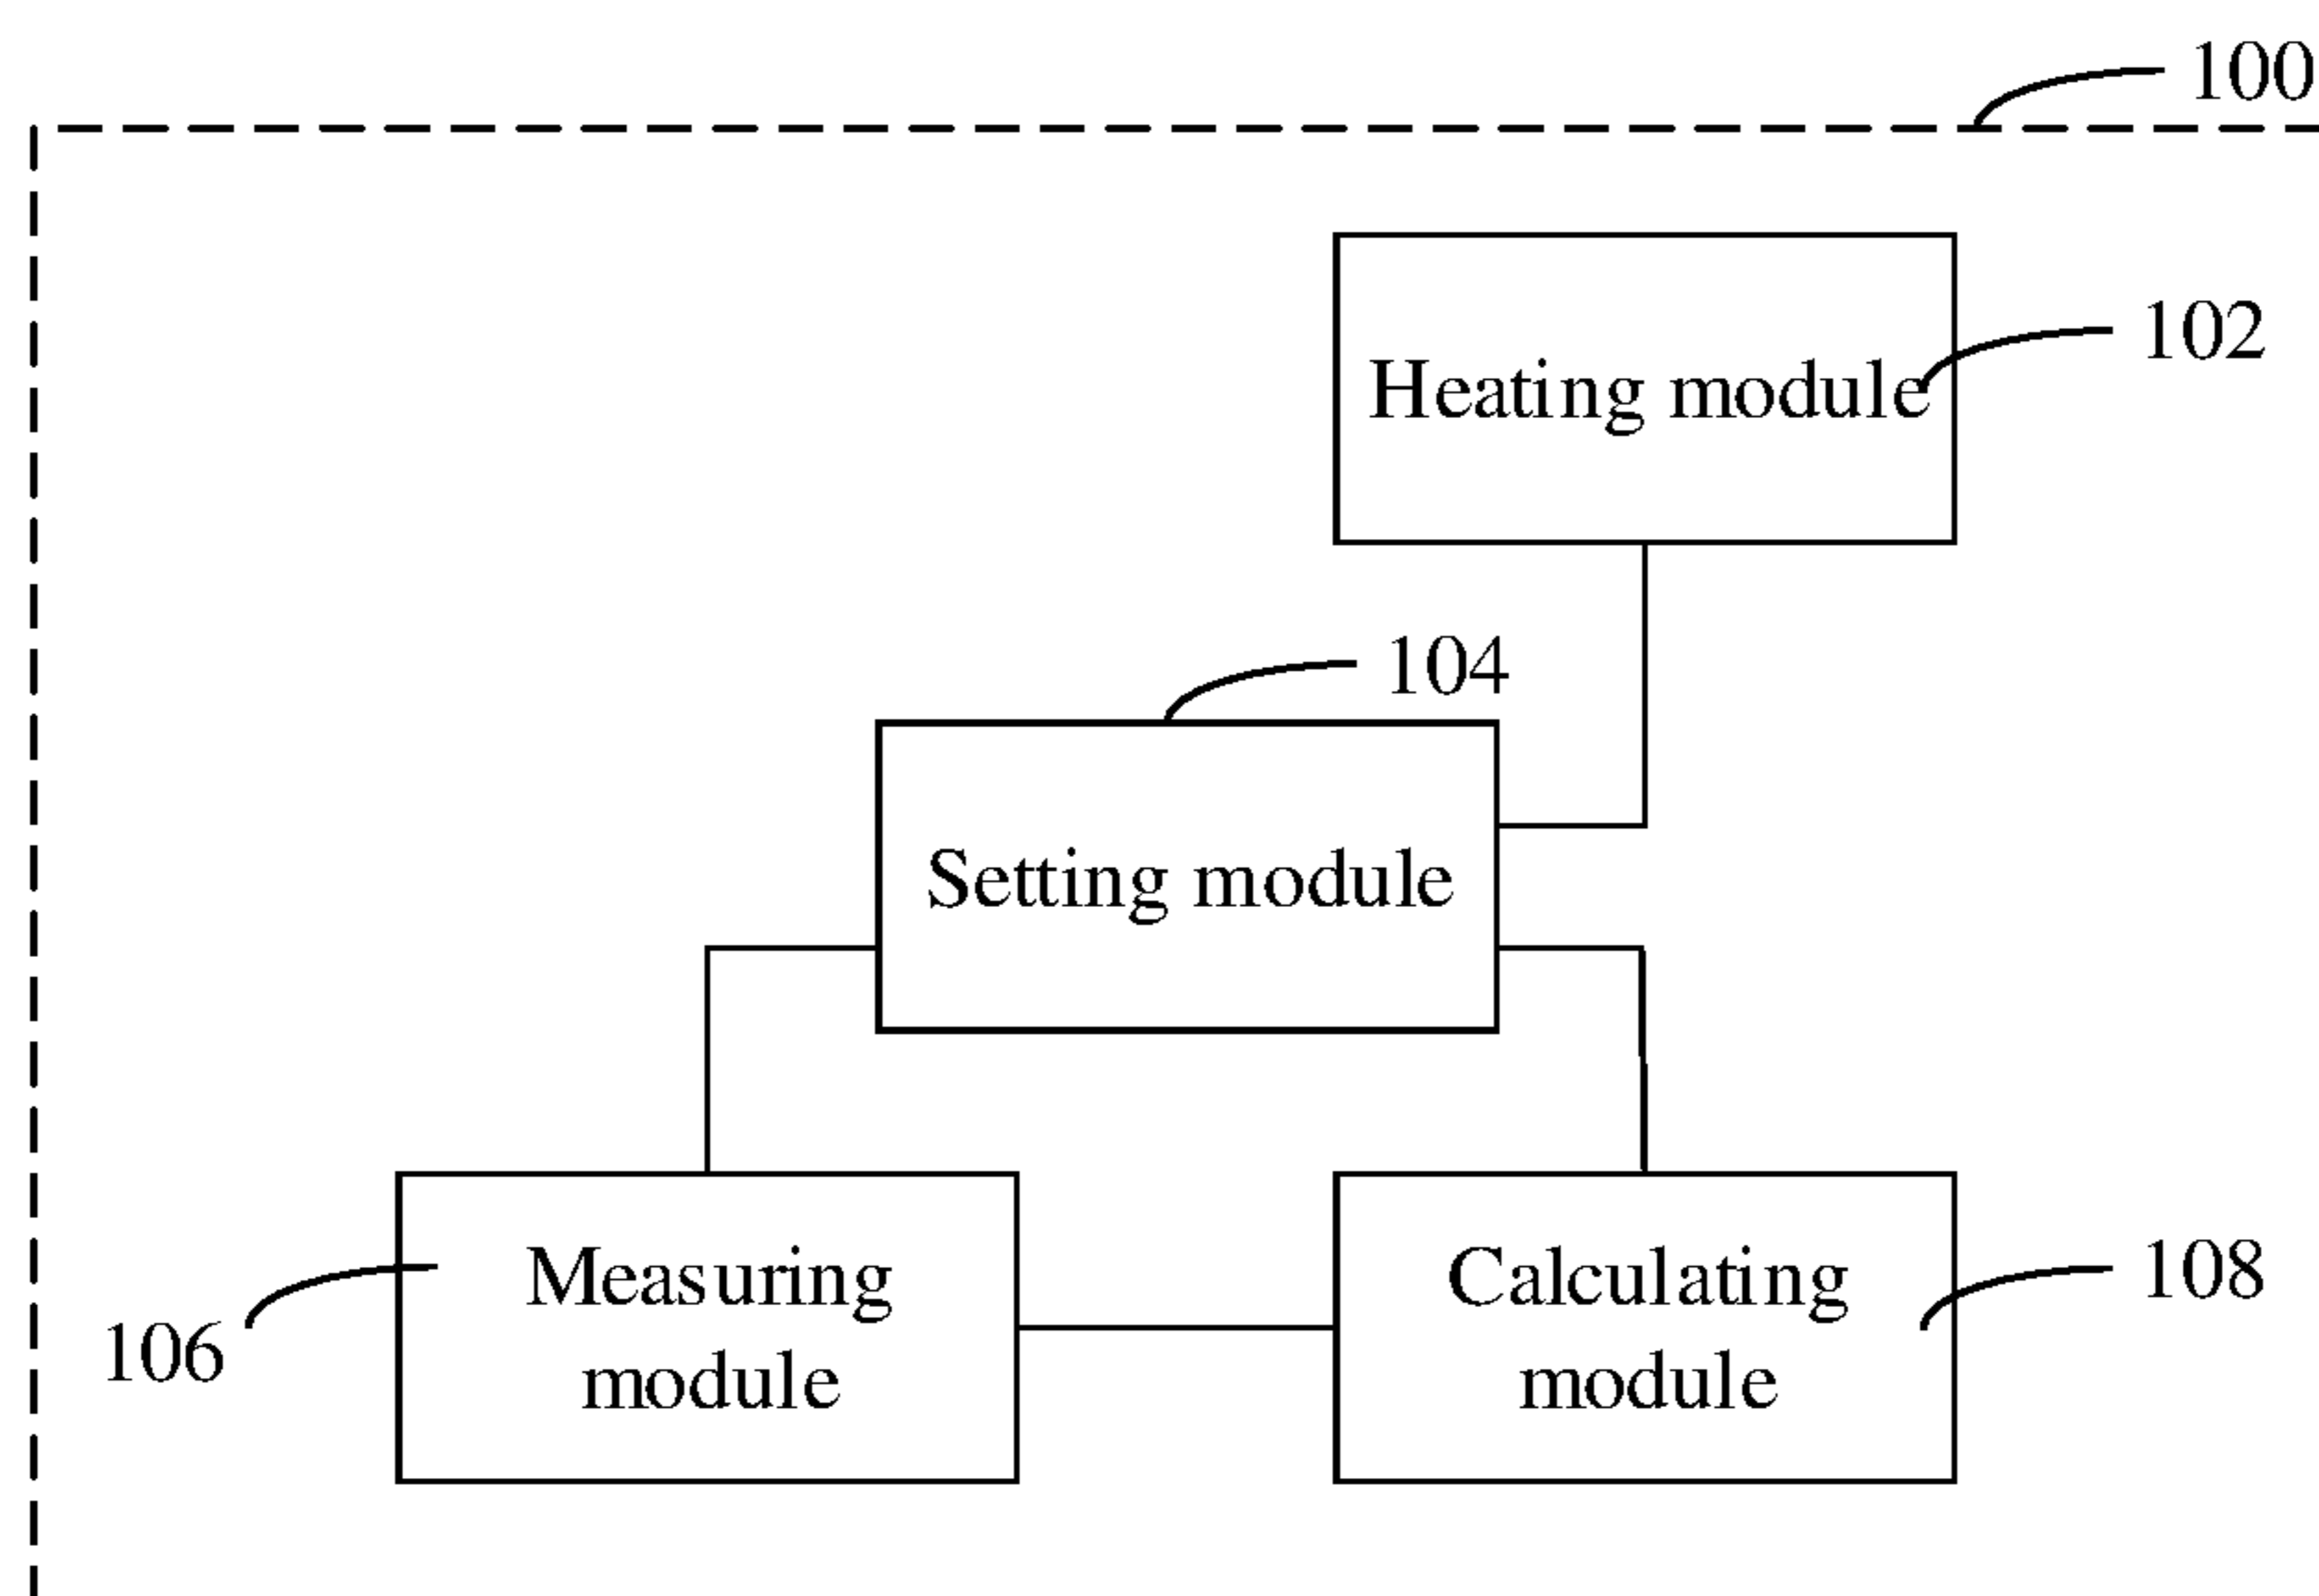 100
Heating module
102
104
Setting module
Measuring
module
106
Calculating
module
108